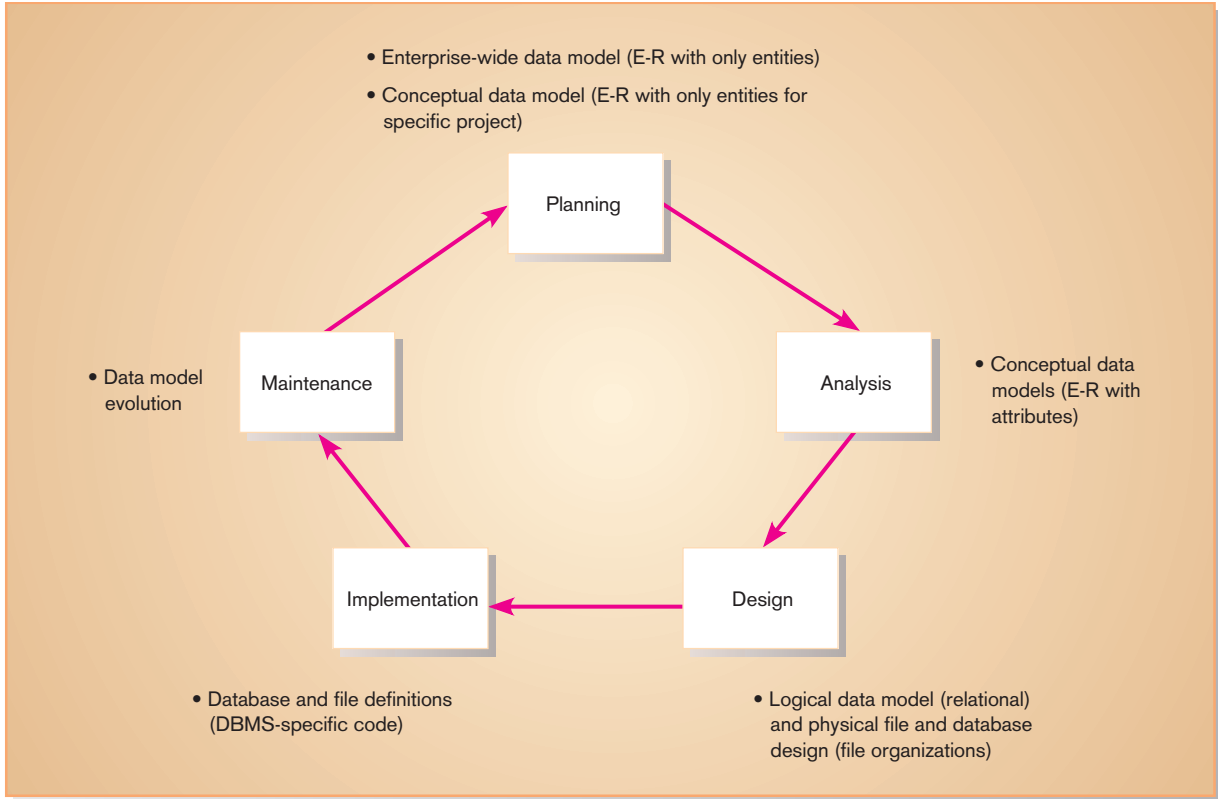 • Enterprise-wide data model (E-R with only entities)
• Conceptual data model (E-R with only entities for
specific project)
Planning
Maintenance
Analysis
• Data model
evolution
• Conceptual data
models (E-R with
attributes)
Implementation
Design
• Database and file definitions
(DBMS-specific code)
• Logical data model (relational)
and physical file and database
design (file organizations)